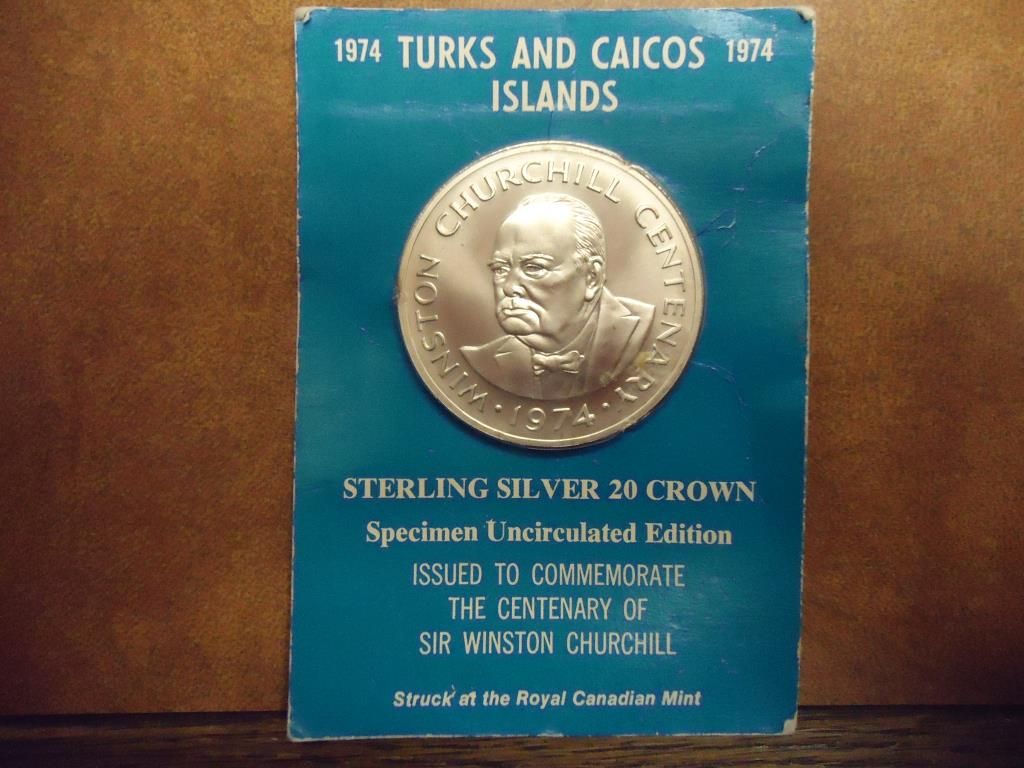 1974 TURKS AND CAICOS 1974
ISLANDS
WINSTON CHURCHILL CENTENARY
· 1974 ·
STERLING SILVER 20 CROWN
Specimen Uncirculated Edition
ISSUED TO COMMEMORATE
THE CENTENARY OF
SIR WINSTON CHURCHILL
Struck at the Royal Canadian Mint